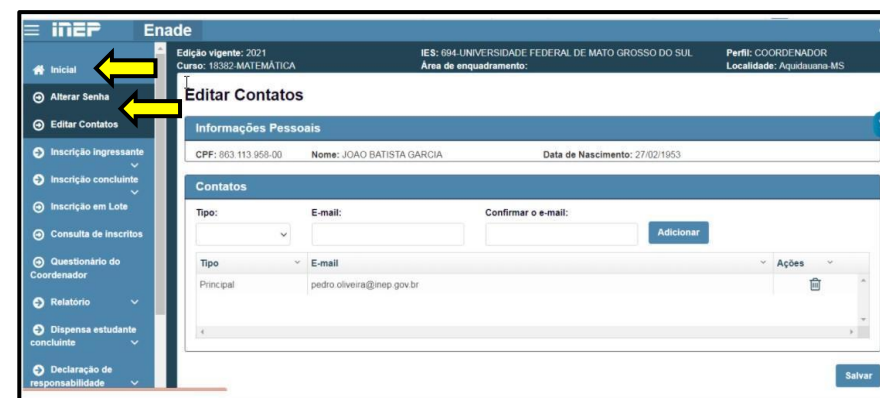 inep Enade
Edição vigente: 2021 IES: 694-UNIVERSIDADE FEDERAL DE MATO GROSSO DO SUL Perfil: COORDENADOR
Curso: 18382-MATEMÁTICA Área de enquadramento: Localidade: Aquidauana-MS
Inicial
Alterar Senha
Editar Contatos
Inscrição ingressante
Inscrição concluinte
Inscrição em Lote
Consulta de inscritos
Questionário do
Coordenador
Relatório
Dispensa estudante
concluinte
Declaração de
responsabilidade
Editar Contatos
Informações Pessoais
CPF: 863.113.958-00 Nome: JOAO BATISTA GARCIA Data de Nascimento: 27/02/1953
Contatos
Tipo: E-mail: Confirmar o e-mail:
Adicionar
Tipo E-mail Ações
Principal pedro.oliveira@inep.gov.br
Salvar